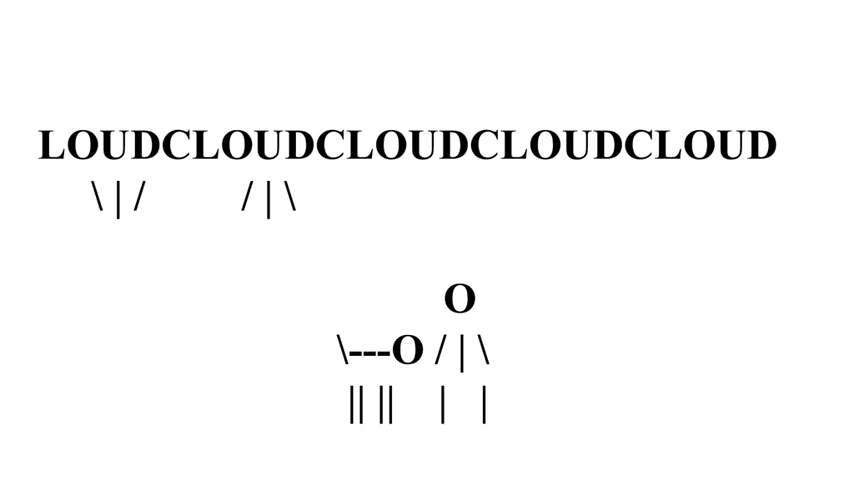 LOUDCLOUDCLOUDCLOUDCLOUD
\ | / / | \
O
\---O / | \
|| || | |